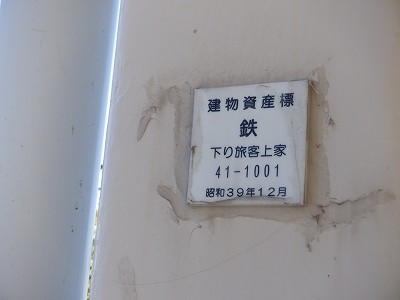 建物資産標
鉄
下り旅客上家
41-1001
昭和39年12月